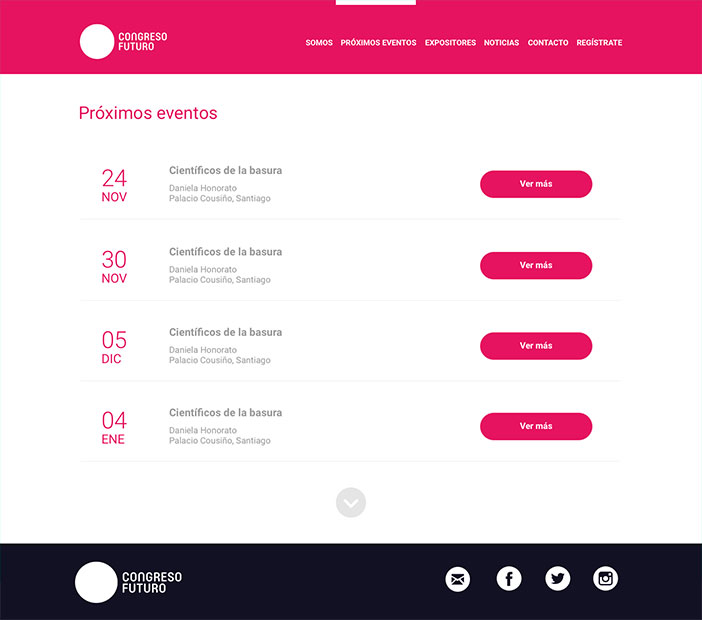 CONGRESO
FUTURO
SOMOS PRÓXIMOS EVENTOS EXPOSITORES NOTICIAS CONTACTO REGÍSTRATE
Próximos eventos
24
NOV
Científicos de la basura
Daniela Honorato
Palacio Cousiño, Santiago
Ver más
30
NOV
Científicos de la basura
Daniela Honorato
Palacio Cousiño, Santiago
Ver más
05
DIC
Científicos de la basura
Daniela Honorato
Palacio Cousiño, Santiago
Ver más
04
ENE
Científicos de la basura
Daniela Honorato
Palacio Cousiño, Santiago
Ver más
CONGRESO
FUTURO